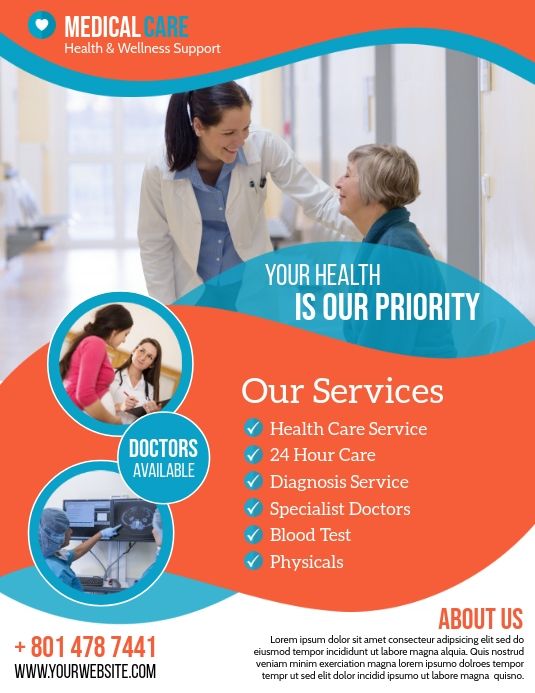 MEDICAL CARE
Health & Wellness Support
YOUR HEALTH
IS OUR PRIORITY
Our Services
Health Care Service
24 Hour Care
Diagnosis Service
Specialist Doctors
Blood Test
Physicals
DOCTORS
AVAILABLE
ABOUT US
Lorem ipsum dolor sit amet consecteur adipsicing elit sed do
eiusmod tempor incididunt ut labore magna alquia. Quis nostrud
veniam minim exerciation magna lorem ipsumo dolroes tempor
tempr ut sed elit dolor incidid ipsumo ut labore magna quisno.
+ 801 478 7441
WWW.YOURWEBSITE.COM